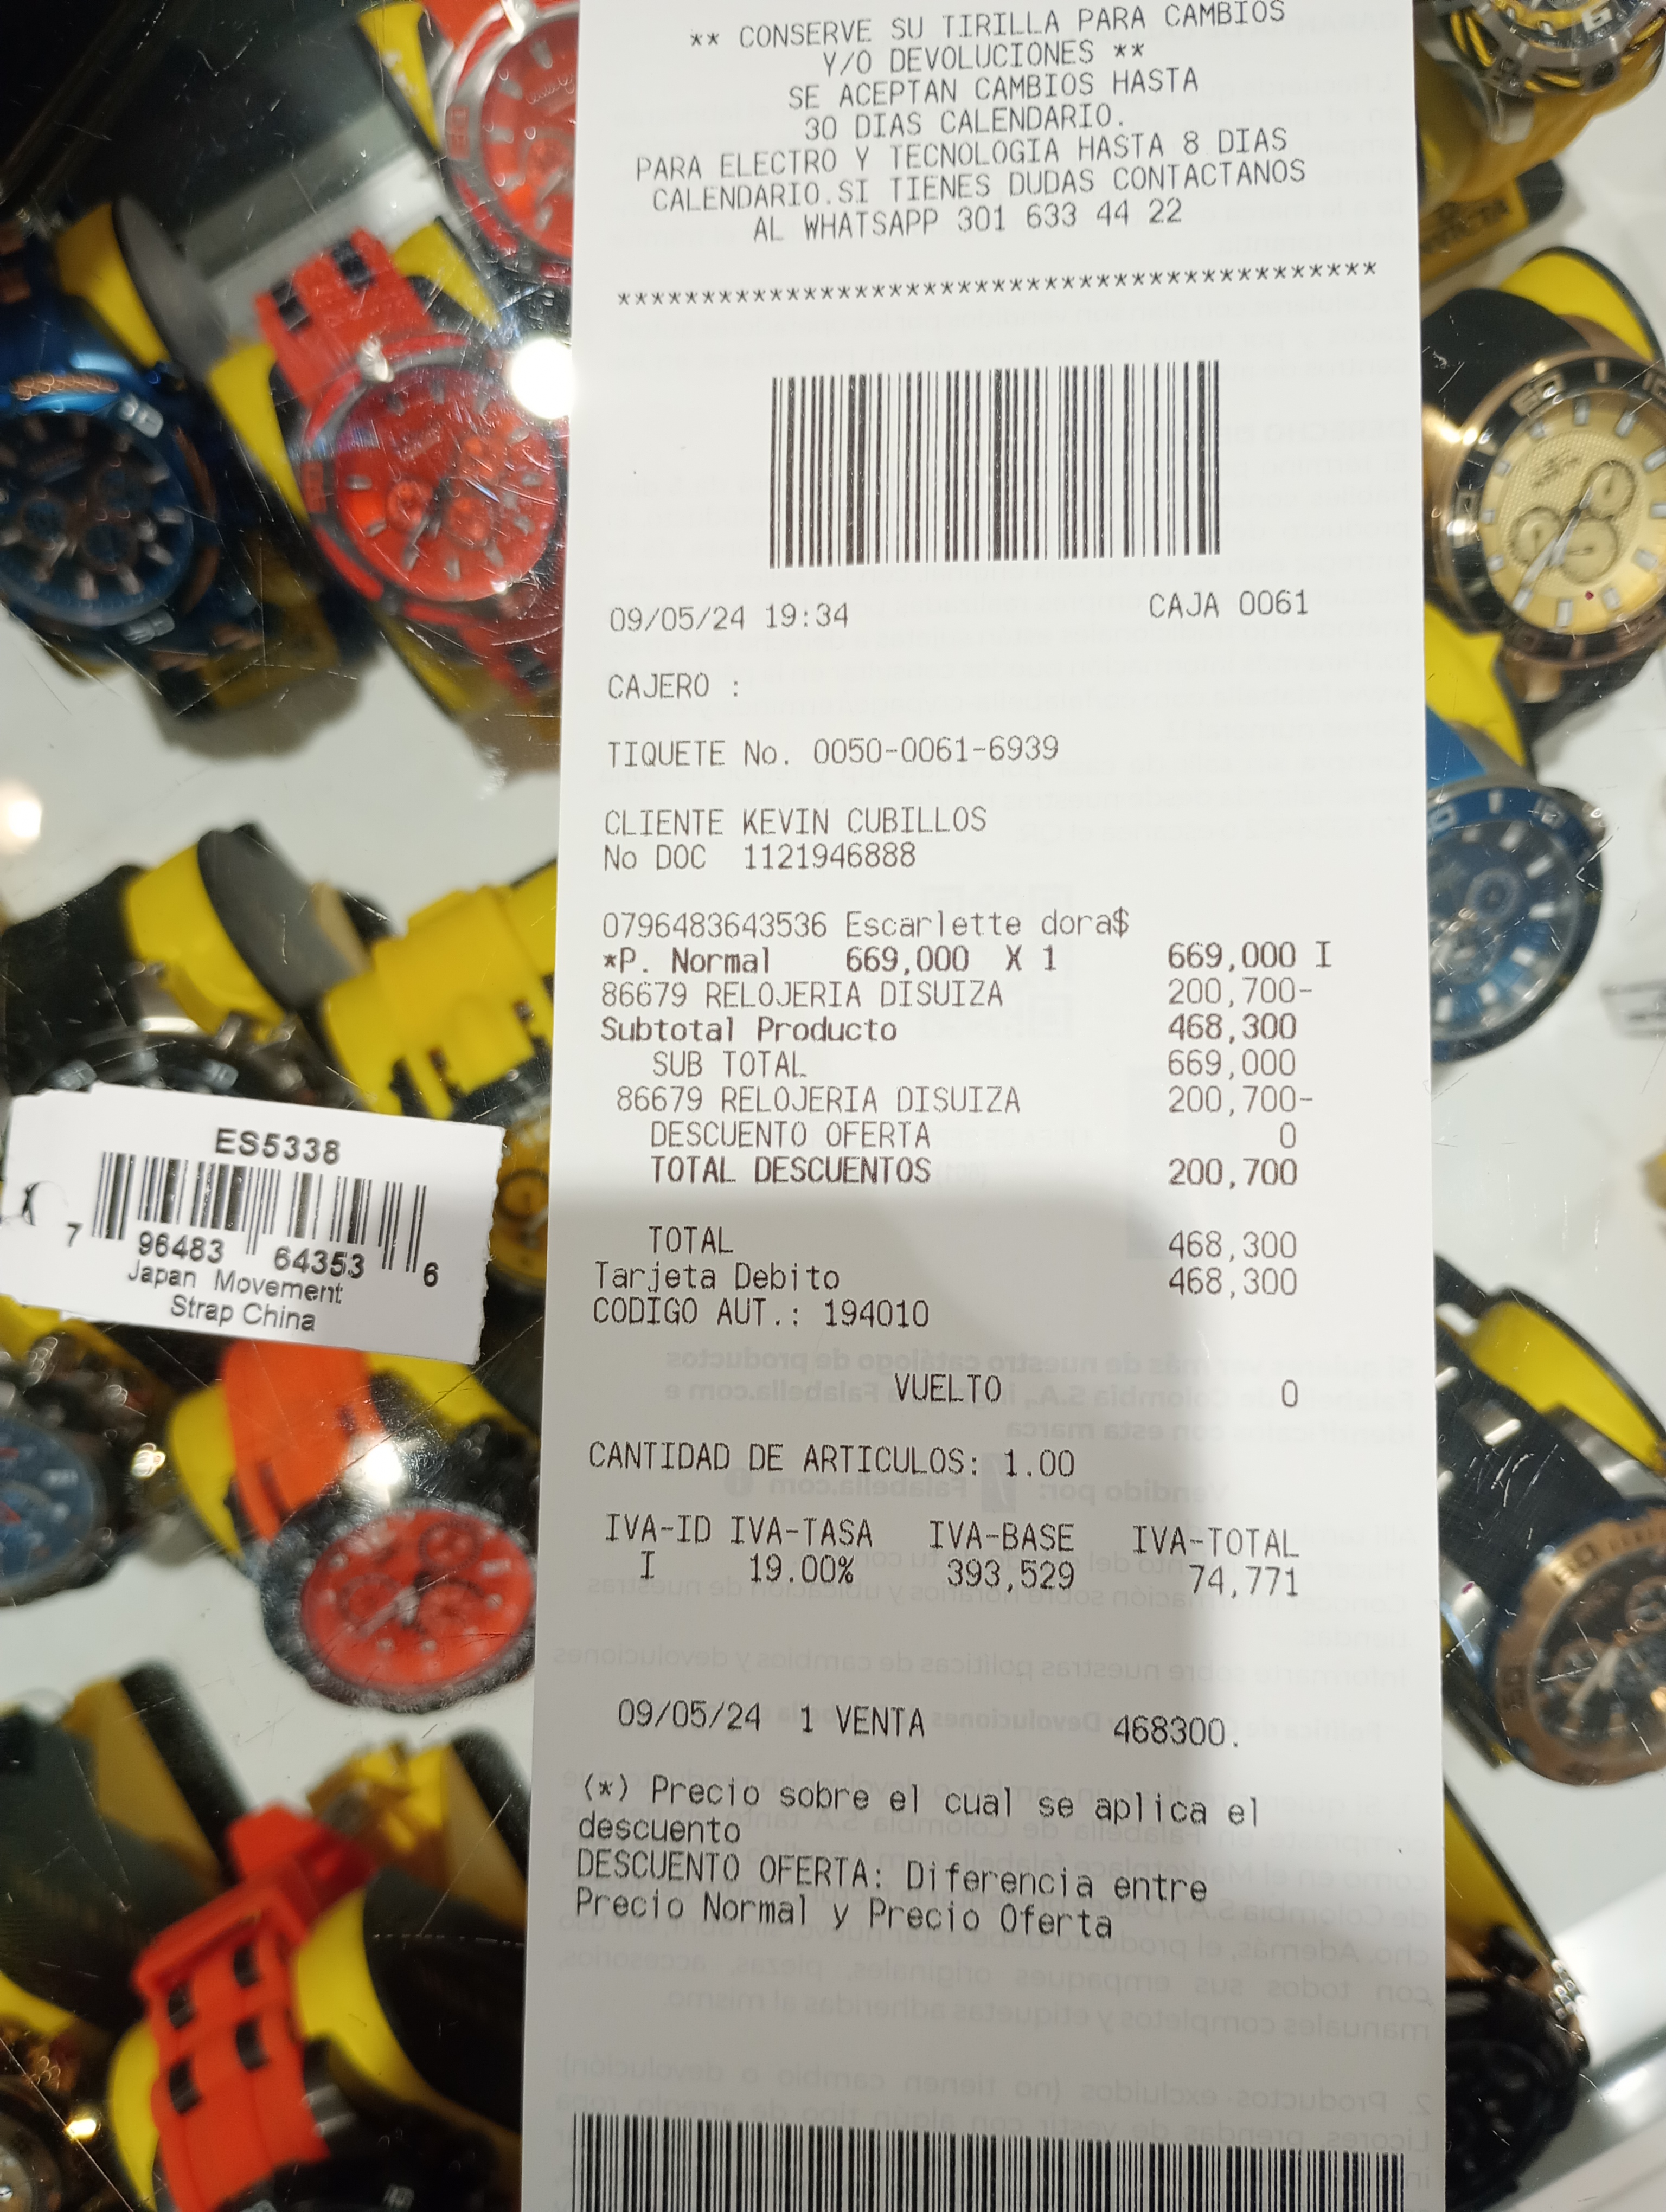 ** CONSERVE SU TIRILLA PARA CAMBIOS
Y/O DEVOLUCIONES **
SE ACEPTAN CAMBIOS HASTA
30 DIAS CALENDARIO.
PARA ELECTRO Y TECNOLOGIA HASTA 8 DIAS
CALENDARIO.SI TIENES DUDAS CONTACTANOS
AL WHATSAPP 301 633 44 22
****************************************
09/05/24 19:34 CAJA 0061
CAJERO :
TIQUETE No. 0050-0061-6939
CLIENTE KEVIN CUBILLOS
No DOC 1121946888
0796483643536 Escarlette dora$
*P. Normal 669,000 X 1 669,000 I
86679 RELOJERIA DISUIZA 200,700-
Subtotal Producto 468,300
SUB TOTAL 669,000
86679 RELOJERIA DISUIZA 200,700-
DESCUENTO OFERTA 0
TOTAL DESCUENTOS 200,700
TOTAL 468,300
Tarjeta Debito 468,300
CODIGO AUT.: 194010
VUELTO 0
CANTIDAD DE ARTICULOS: 1.00
IVA-ID IVA-TASA IVA-BASE IVA-TOTAL
I 19.00% 393,529 74,771
09/05/24 1 VENTA 468300.
(*) Precio sobre el cual se aplica el
descuento
DESCUENTO OFERTA: Diferencia entre
Precio Normal y Precio Oferta
ES5338
7 96483 64353 6
Japan Movement
Strap China